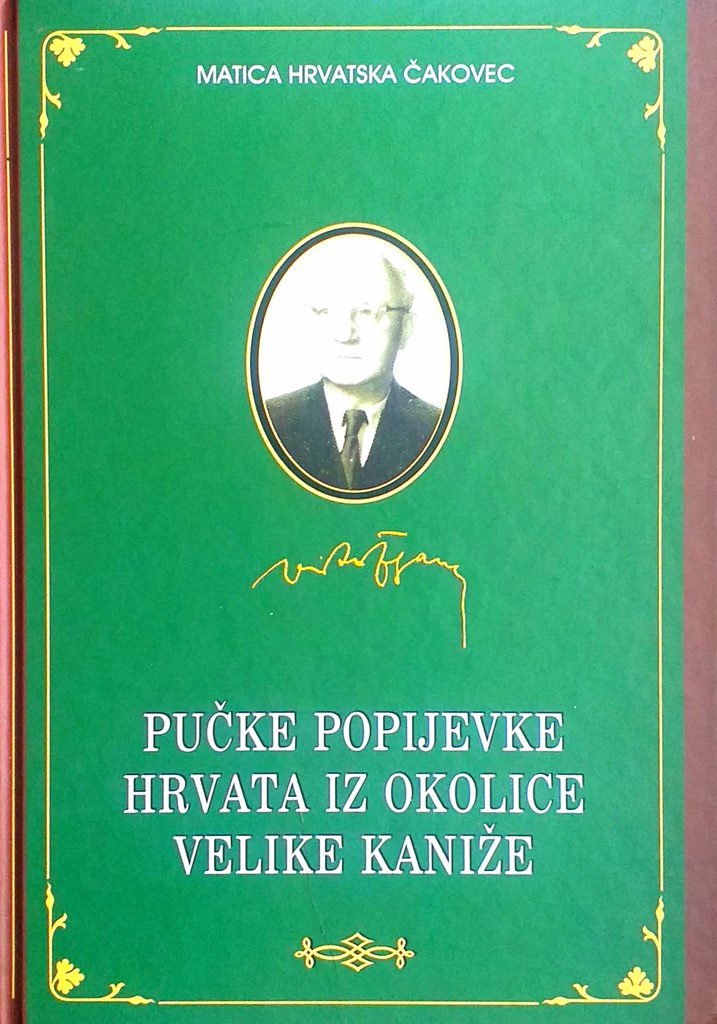 MATICA HRVATSKA ČAKOVEC
PUČKE POPIJEVKE
HRVATA IZ OKOLICE
VELIKE KANIŽE